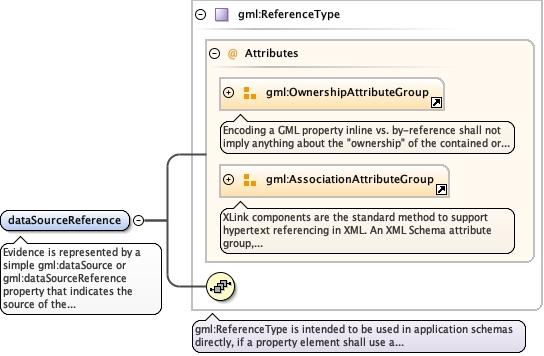 gml:ReferenceType
@ Attributes
gml:OwnershipAttributeGroup
Encoding a GML property inline vs. by-reference shall not
imply anything about the "ownership" of the contained or...
gml:AssociationAttributeGroup
XLink components are the standard method to support
hypertext referencing in XML. An XML Schema attribute
group,...
dataSourceReference
Evidence is represented by a
simple gml:dataSource or
gml:dataSourceReference
property that indicates the
source of the...
gml:ReferenceType is intended to be used in application schemas
directly, if a property element shall use a...